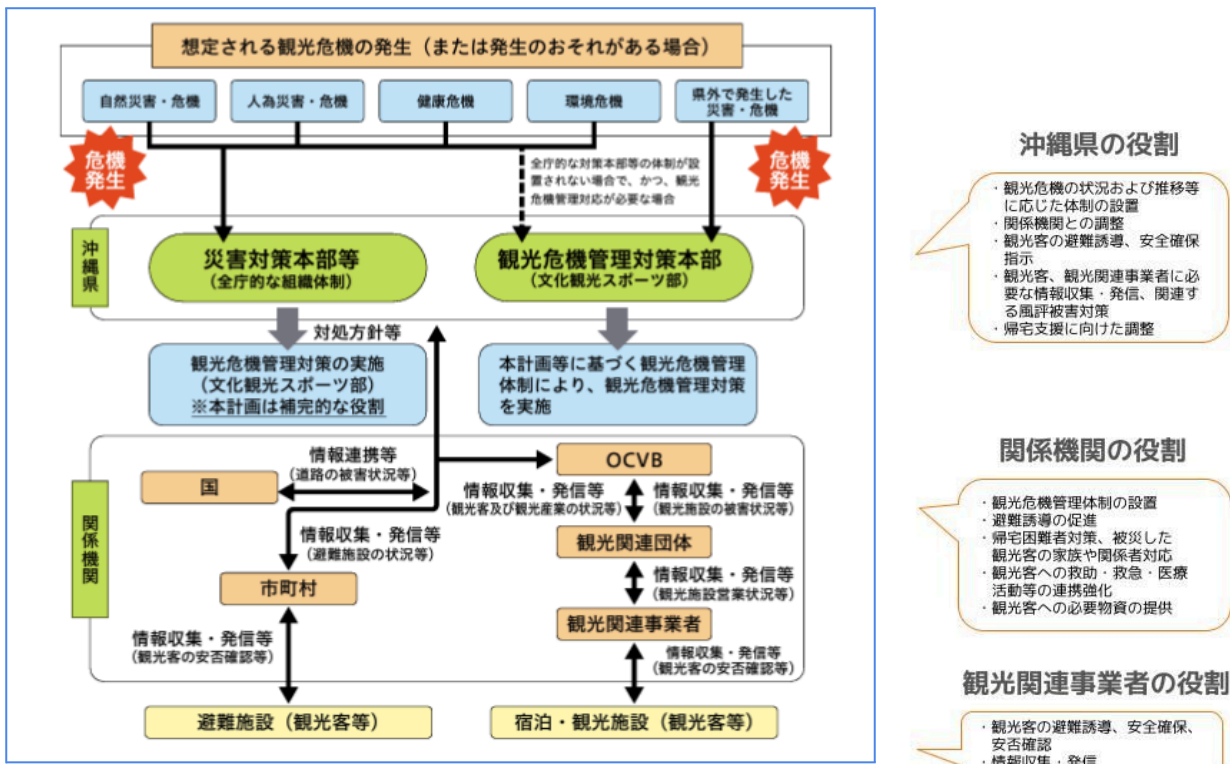 想定される観光危機の発生（または発生のおそれがある場合）
自然災害・危機
人為災害・危機
健康危機
環境危機
県外で発生した
災害・危機
危機
発生
全庁的な対策本部等の体制が設
置されない場合で、かつ、観光
危機管理対応が必要な場合
危機
発生
沖縄県
災害対策本部等
（全庁的な組織体制）
観光危機管理対策本部
（文化観光スポーツ部）
対処方針等
観光危機管理対策の実施
（文化観光スポーツ部）
※本計画は補完的な役割
本計画等に基づく観光危機管理
体制により、観光危機管理対策
を実施
関係機関
国
情報連携等
（道路の被害状況等）
OCVB
情報収集・発信等
（観光客及び観光産業の状況等）
情報収集・発信等
（観光施設の被害状況等）
情報収集・発信等
（避難施設の状況等）
観光関連団体
市町村
情報収集・発信等
（観光施設営業状況等）
観光関連事業者
情報収集・発信等
（観光客の安否確認等）
情報収集・発信等
（観光客の安否確認等）
避難施設（観光客等）
宿泊・観光施設（観光客等）
沖縄県の役割
・観光危機の状況および推移等
に応じた体制の設置
・関係機関との調整
・観光客の避難誘導、安全確保
指示
・観光客、観光関連事業者に必
要な情報収集・発信、関連す
る風評被害対策
・帰宅支援に向けた調整
関係機関の役割
・観光危機管理体制の設置
・避難誘導の促進
・帰宅困難者対策、被災した
観光客の家族や関係者対応
・観光客への救助・救急・医療
活動等の連携強化
・観光客への必要物資の提供
観光関連事業者の役割
・観光客の避難誘導、安全確保、
安否確認
・情報収集・発信